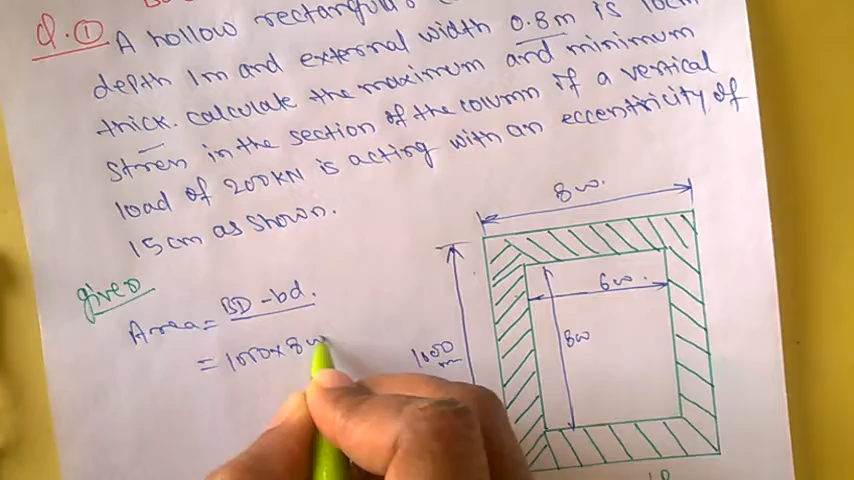 Q.① A hollow rectangular
depth 1m and external width 0.8m is 10cm
thick. calculate the maximum and minimum
stress in the section of the column if a vertical
load of 200KN is acting with an eccentricity of
15cm as shown.
given
Area = BD - bd.
= 1000 × 800
800.
600.
800
1000